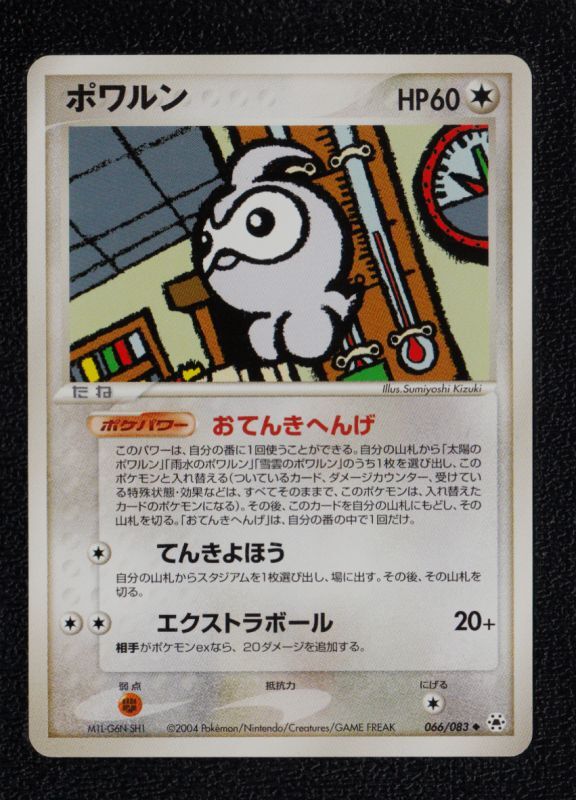 ポワルン HP60
Illus.Sumiyoshi Kizuki
たね
ポケパワー おてんきへんげ
このパワーは、自分の番に1回使うことができる。自分の山札から「太陽の
ポワルン」「雨水のポワルン」「雪雲のポワルン」のうち1枚を選び出し、この
ポケモンと入れ替える(ついているカード、ダメージカウンター、受けてい
る特殊状態・効果などは、すべてそのままで、このポケモンは、入れ替えた
カードのポケモンになる)。その後、このカードを自分の山札にもどし、その
山札を切る。「おてんきへんげ」は、自分の番の中で1回だけ。
てんきよほう
自分の山札からスタジアムを1枚選び出し、場に出す。その後、その山札を
切る。
エクストラボール 20+
相手がポケモンexなら、20ダメージを追加する。
弱点 抵抗力 にげる
M1L-G6N-SH1 ©2004 Pokémon/Nintendo/Creatures/GAME FREAK 066/083